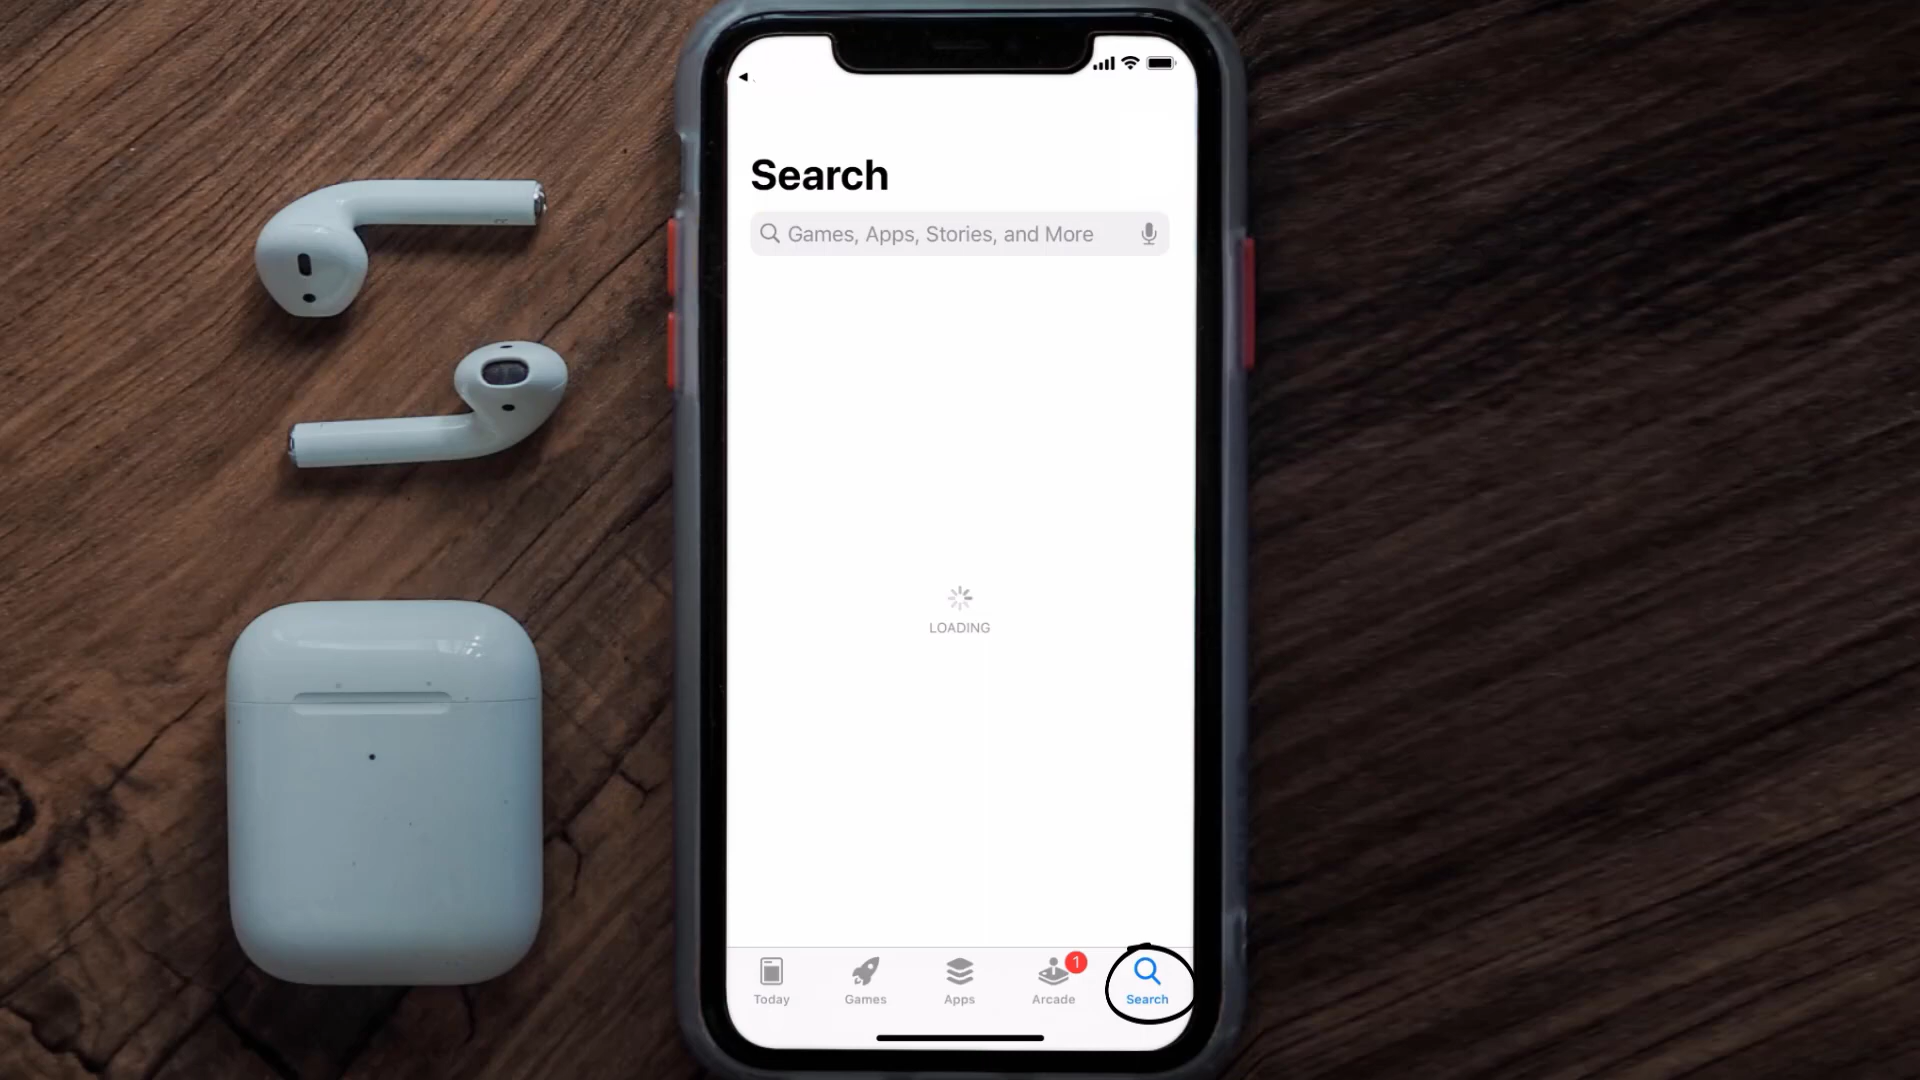 Search
Games, Apps, Stories, and More
LOADING
1
Today
Games
Apps
Arcade
Search